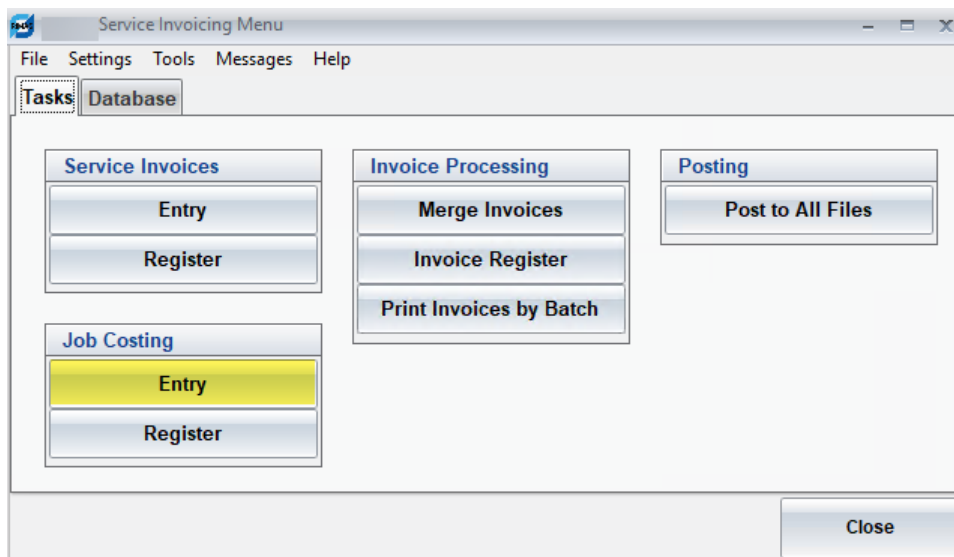 Service Invoicing Menu
File Settings Tools Messages Help
Tasks Database
Service Invoices
Entry
Register
Job Costing
Entry
Register
Invoice Processing
Merge Invoices
Invoice Register
Print Invoices by Batch
Posting
Post to All Files
Close